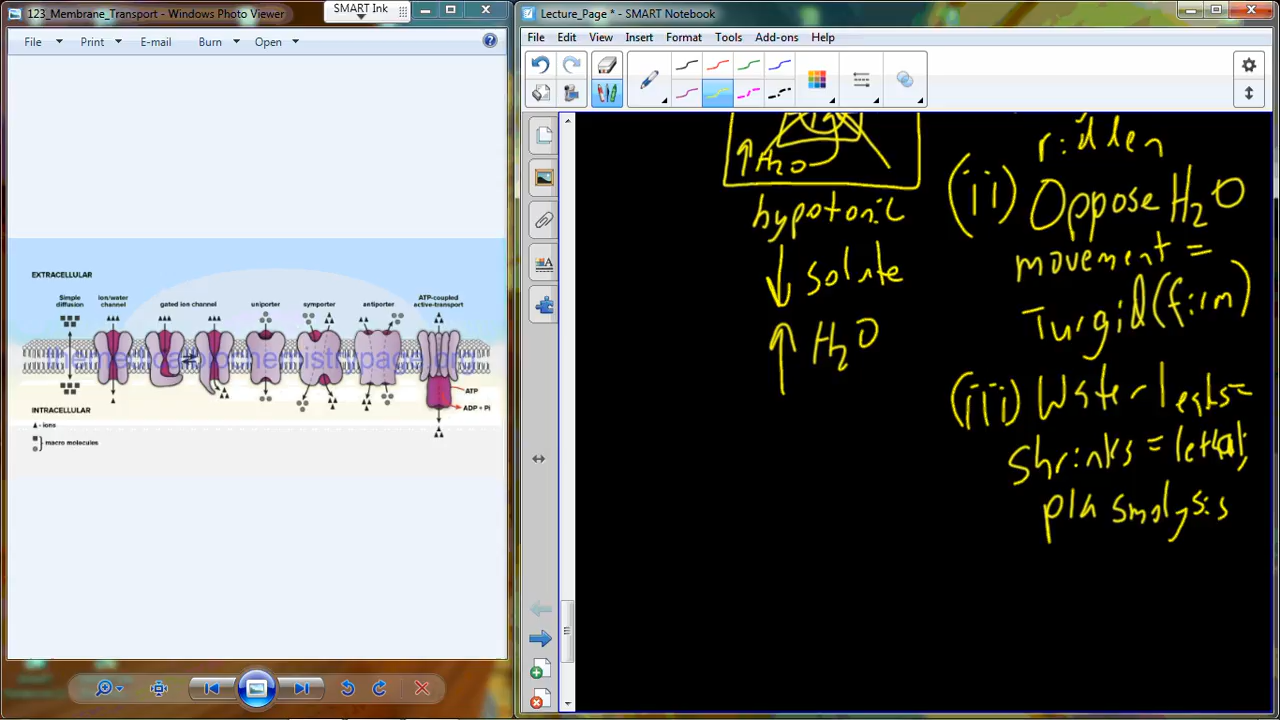 123_Membrane_Transport - Windows Photo Viewer
SMART Ink
File Print E-mail Burn Open
EXTRACELLULAR
Simple diffusion
ion/water channel
gated ion channel
uniporter
symporter
antiporter
ATP-coupled active-transport
themedicalbiochemistrypage.org
ATP
ADP + Pi
INTRACELLULAR
- ions
macro molecules
Lecture_Page * - SMART Notebook
File Edit View Insert Format Tools Add-ons Help
↑H2O
hypotonic
↓ solute
↑ H2O
(ii) Oppose H2O
movement =
Turgid (firm)
(iii) Water leaks=
Shrinks = lethal;
plasmolysis